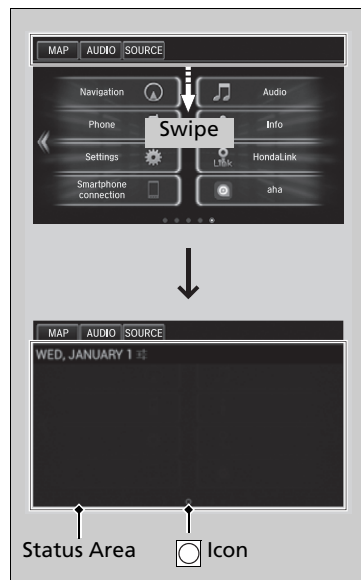 MAP AUDIO SOURCE
Navigation Audio
Phone Info
Swipe
Settings HondaLink
Link
Smartphone
connection
aha
MAP AUDIO SOURCE
WED, JANUARY 1
Status Area Icon